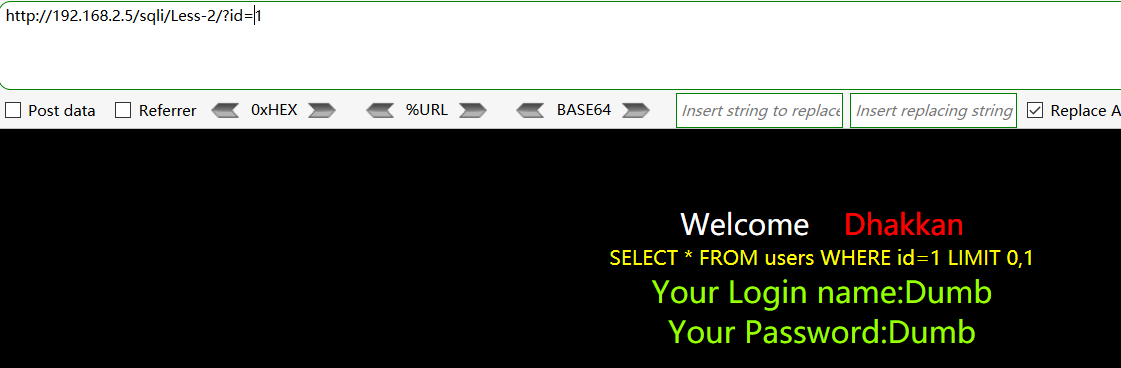 http://192.168.2.5/sqli/Less-2/?id=1
Post data Referrer 0xHEX %URL BASE64 Insert string to replace Insert replacing string Replace A
Welcome Dhakkan
SELECT * FROM users WHERE id=1 LIMIT 0,1
Your Login name:Dumb
Your Password:Dumb